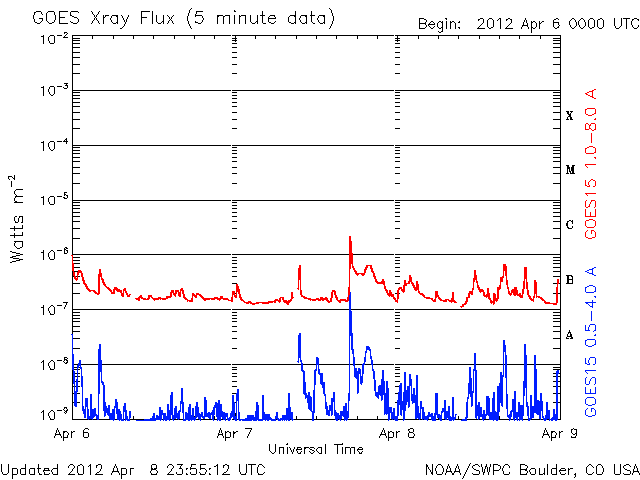 GOES Xray Flux (5 minute data)
Begin: 2012 Apr 6 0000 UTC
Watts m⁻²
10⁻²
10⁻³
10⁻⁴
10⁻⁵
10⁻⁶
10⁻⁷
10⁻⁸
10⁻⁹
X
M
C
B
A
GOES15 1.0-8.0 A
GOES15 0.5-4.0 A
Apr 6
Apr 7
Apr 8
Apr 9
Universal Time
Updated 2012 Apr 8 23:55:12 UTC
NOAA/SWPC Boulder, CO USA